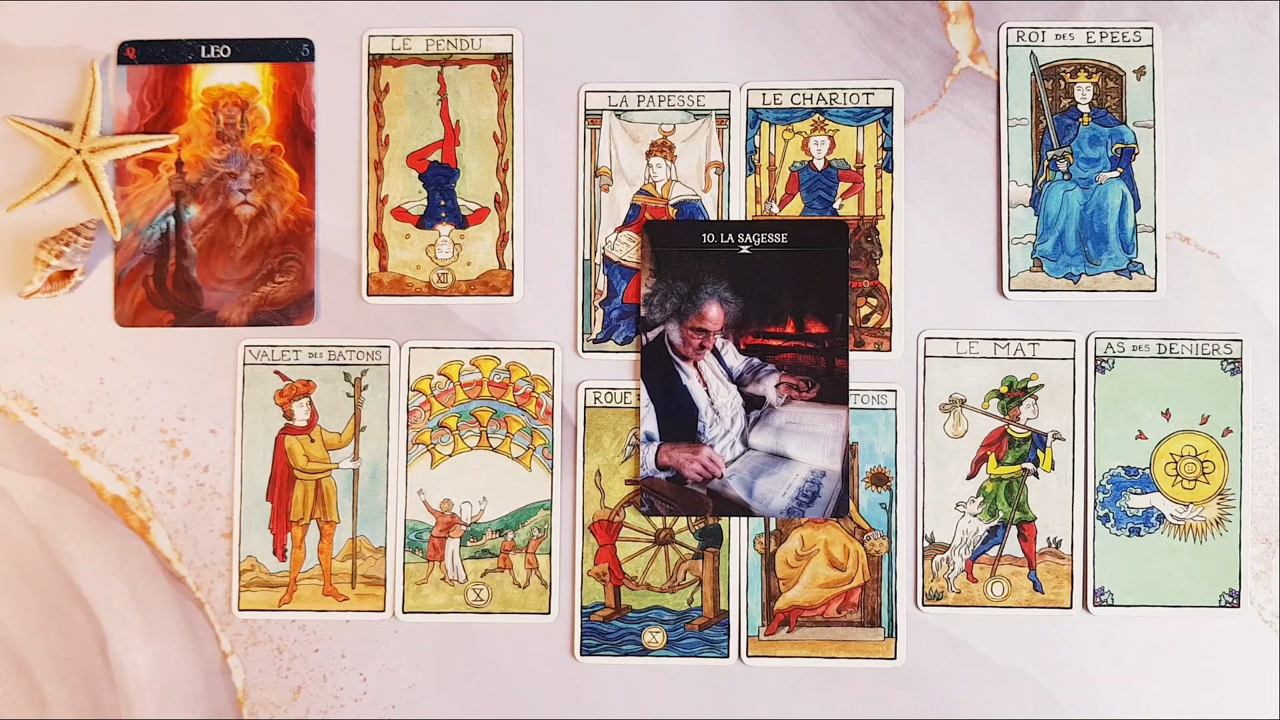 LEO 5
LE PENDU
XII
LA PAPESSE
LE CHARIOT
ROI DES EPEES
10. LA SAGESSE
VALET DES BATONS
X
ROUE
X
TONS
LE MAT
0
AS DES DENIERS